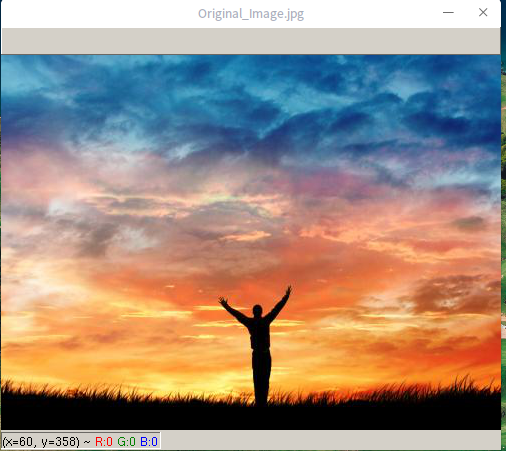 Original_Image.jpg
(x=60, y=358) ~ R:0 G:0 B:0